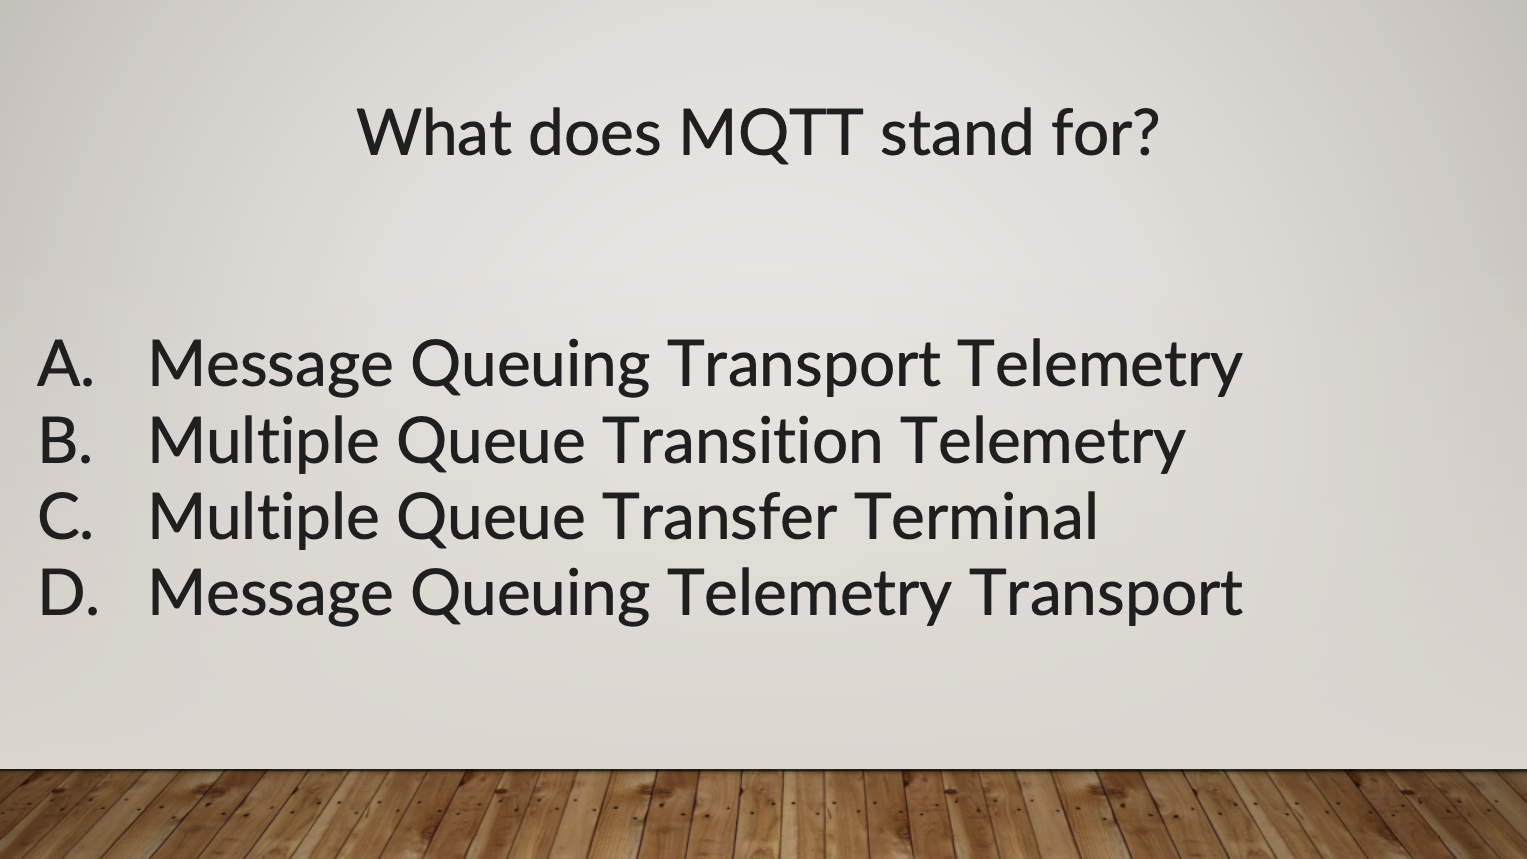 What does MQTT stand for?
A. Message Queuing Transport Telemetry
B. Multiple Queue Transition Telemetry
C. Multiple Queue Transfer Terminal
D. Message Queuing Telemetry Transport